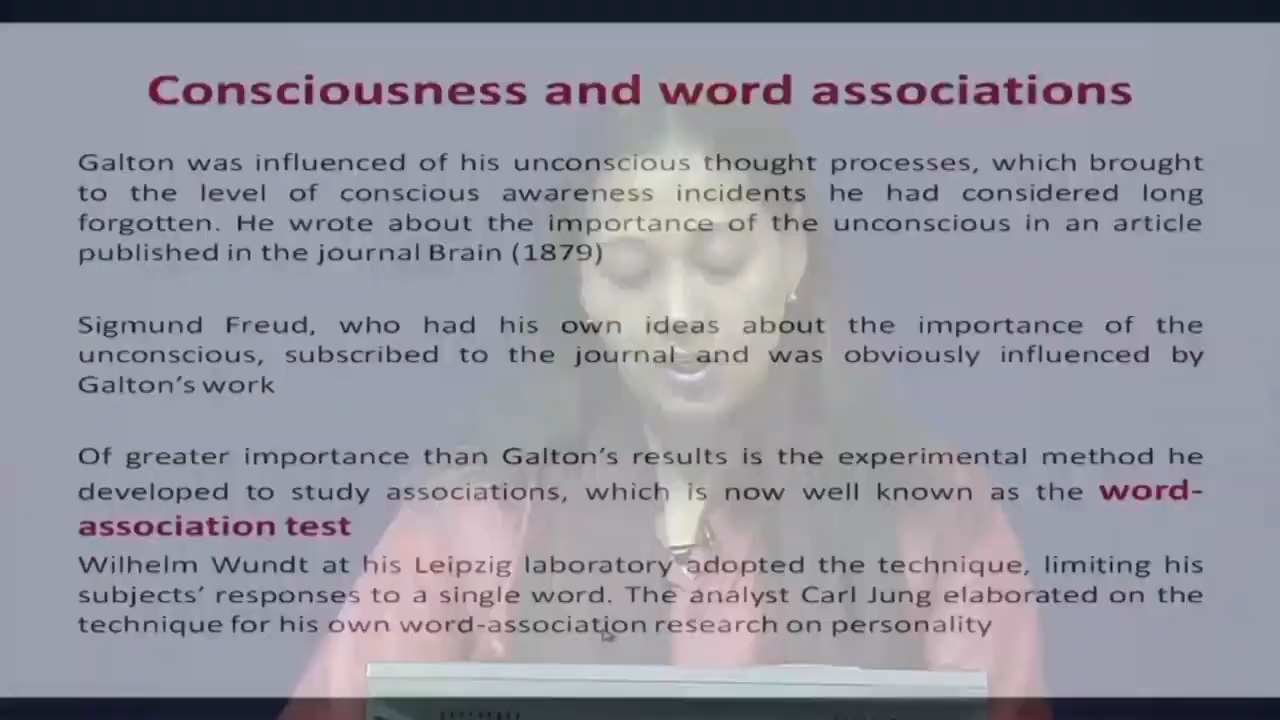 Consciousness and word associations
Galton was influenced of his unconscious thought processes, which brought
to the level of conscious awareness incidents he had considered long
forgotten. He wrote about the importance of the unconscious in an article
published in the journal Brain (1879)
Sigmund Freud, who had his own ideas about the importance of the
unconscious, subscribed to the journal and was obviously influenced by
Galton’s work
Of greater importance than Galton’s results is the experimental method he
developed to study associations, which is now well known as the word-
association test
Wilhelm Wundt at his Leipzig laboratory adopted the technique, limiting his
subjects’ responses to a single word. The analyst Carl Jung elaborated on the
technique for his own word-association research on personality